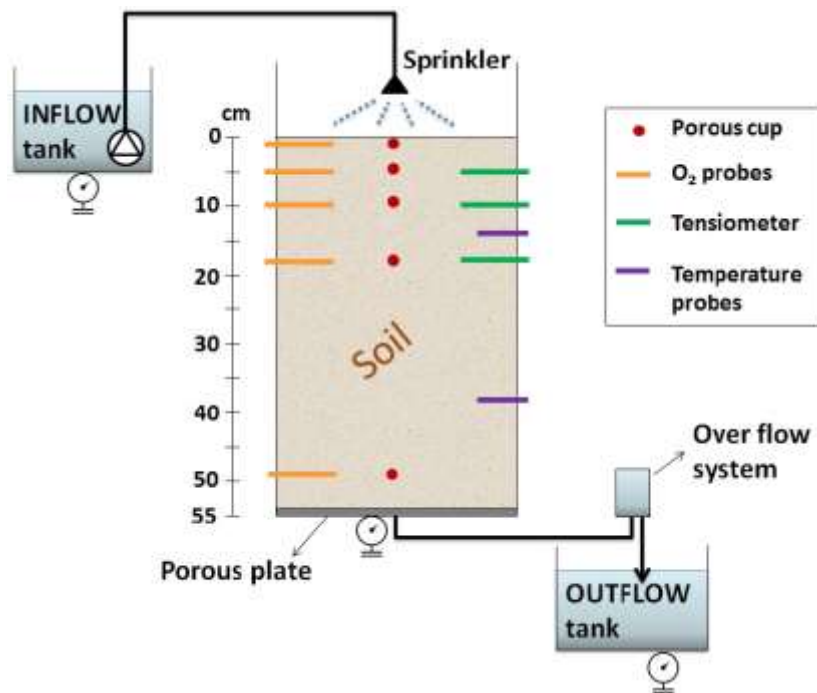 Sprinkler
INFLOW
tank
cm
0
10
20
30
40
50
55
Soil
Porous cup
O₂ probes
Tensiometer
Temperature
probes
Over flow
system
Porous plate
OUTFLOW
tank